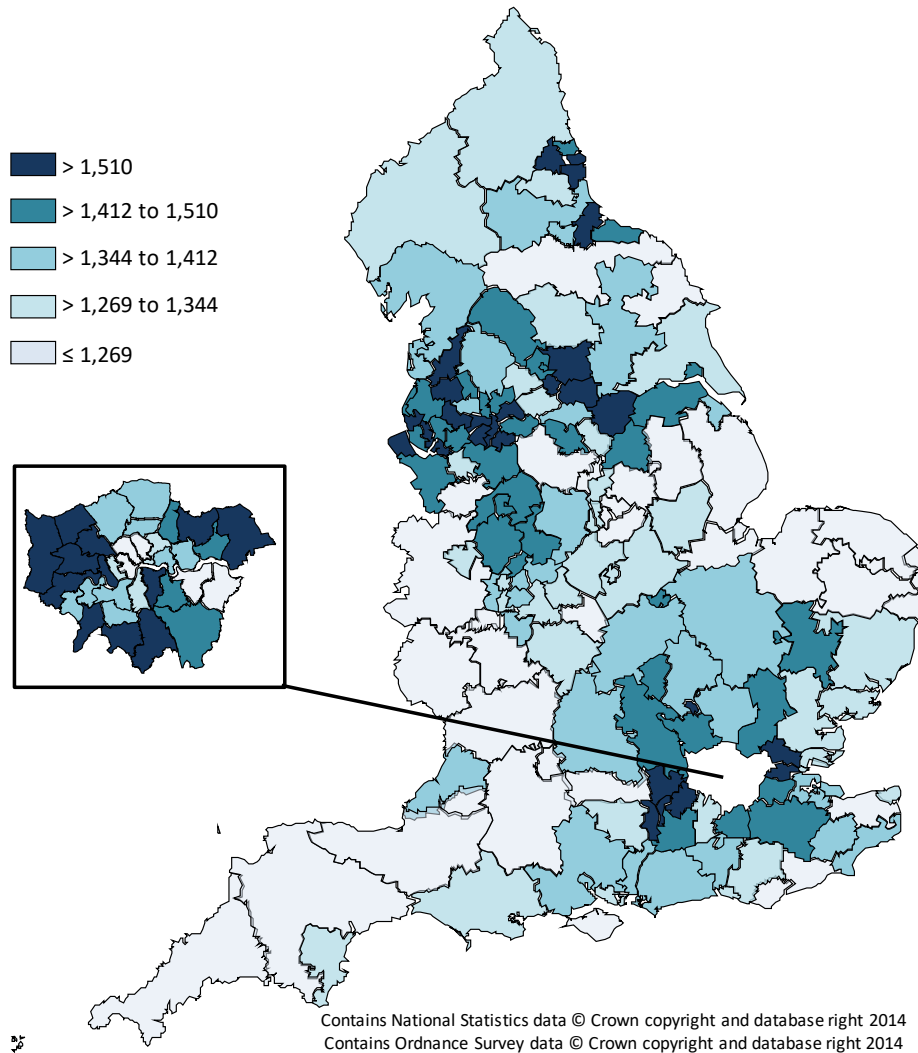 > 1,510
> 1,412 to 1,510
> 1,344 to 1,412
> 1,269 to 1,344
≤ 1,269
Contains National Statistics data © Crown copyright and database right 2014
Contains Ordnance Survey data © Crown copyright and database right 2014